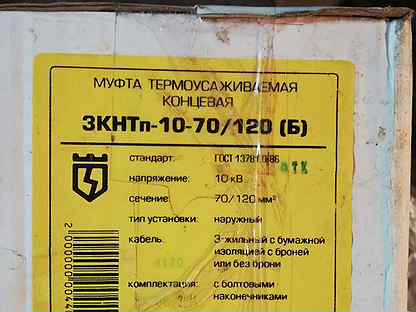 МУФТА ТЕРМОУСАЖИВАЕМАЯ
КОНЦЕВАЯ
3КНТп-10-70/120 (Б)
стандарт: ГОСТ 13781.0-86
ОТК
напряжение: 10 кВ
сечение: 70/120 мм²
тип установки: наружный
кабель: 3-жильный с бумажной
изоляцией с броней
или без брони
комплектация: с болтовыми
наконечниками